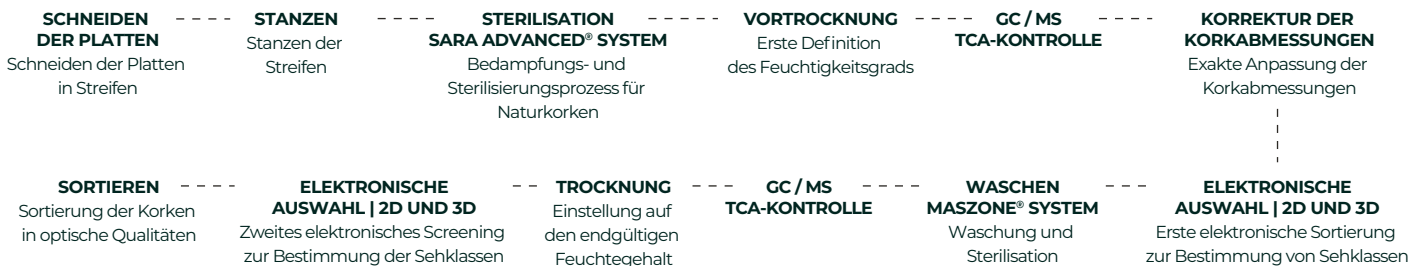 SCHNEIDEN
DER PLATTEN
Schneiden der Platten
in Streifen
STANZEN
Stanzen der
Streifen
STERILISATION
SARA ADVANCED® SYSTEM
Bedampfungs- und
Sterilisierungsprozess für
Naturkorken
VORTROCKNUNG
Erste Definition
des Feuchtigkeitsgrads
GC / MS
TCA-KONTROLLE
KORREKTUR DER
KORKABMESSUNGEN
Exakte Anpassung der
Korkabmessungen
SORTIEREN
Sortierung der Korken
in optische Qualitäten
ELEKTRONISCHE
AUSWAHL | 2D UND 3D
Zweites elektronisches Screening
zur Bestimmung der Sehklassen
TROCKNUNG
Einstellung auf
den endgültigen
Feuchtegehalt
GC / MS
TCA-KONTROLLE
WASCHEN
MASZONE® SYSTEM
Waschung und
Sterilisation
ELEKTRONISCHE
AUSWAHL | 2D UND 3D
Erste elektronische Sortierung
zur Bestimmung von Sehklassen